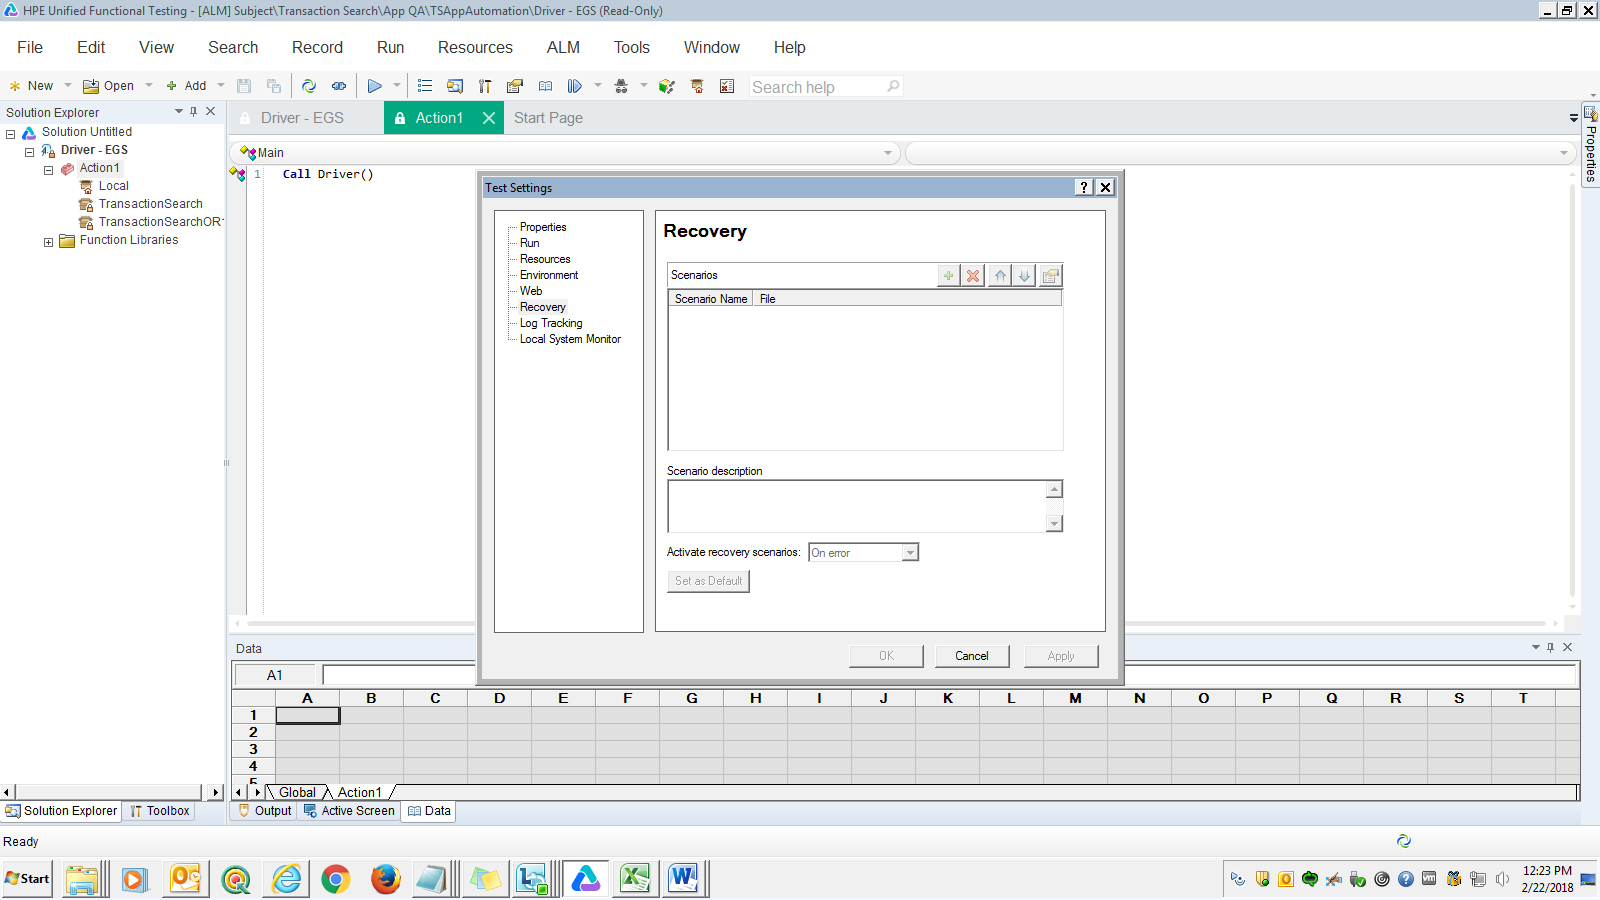 HPE Unified Functional Testing - [ALM] Subject\Transaction Search\App QA\TSAppAutomation\Driver - EGS (Read-Only)
File Edit View Search Record Run Resources ALM Tools Window Help
New Open Add Search help
Solution Explorer
Driver - EGS Action1 Start Page
Properties
Solution Untitled
Driver - EGS
Action1
Local
TransactionSearch
TransactionSearchOR
Function Libraries
Main
1 Call Driver()
Test Settings
Properties
Run
Resources
Environment
Web
Recovery
Log Tracking
Local System Monitor
Recovery
Scenarios
Scenario Name File
Scenario description
Activate recovery scenarios: On error
Set as Default
OK Cancel Apply
Data
A1
A B C D E F G H I J K L M N O P Q R S T
1
2
3
4
5
Global Action1
Solution Explorer Toolbox Output Active Screen Data
Ready
Start
12:23 PM
2/22/2018